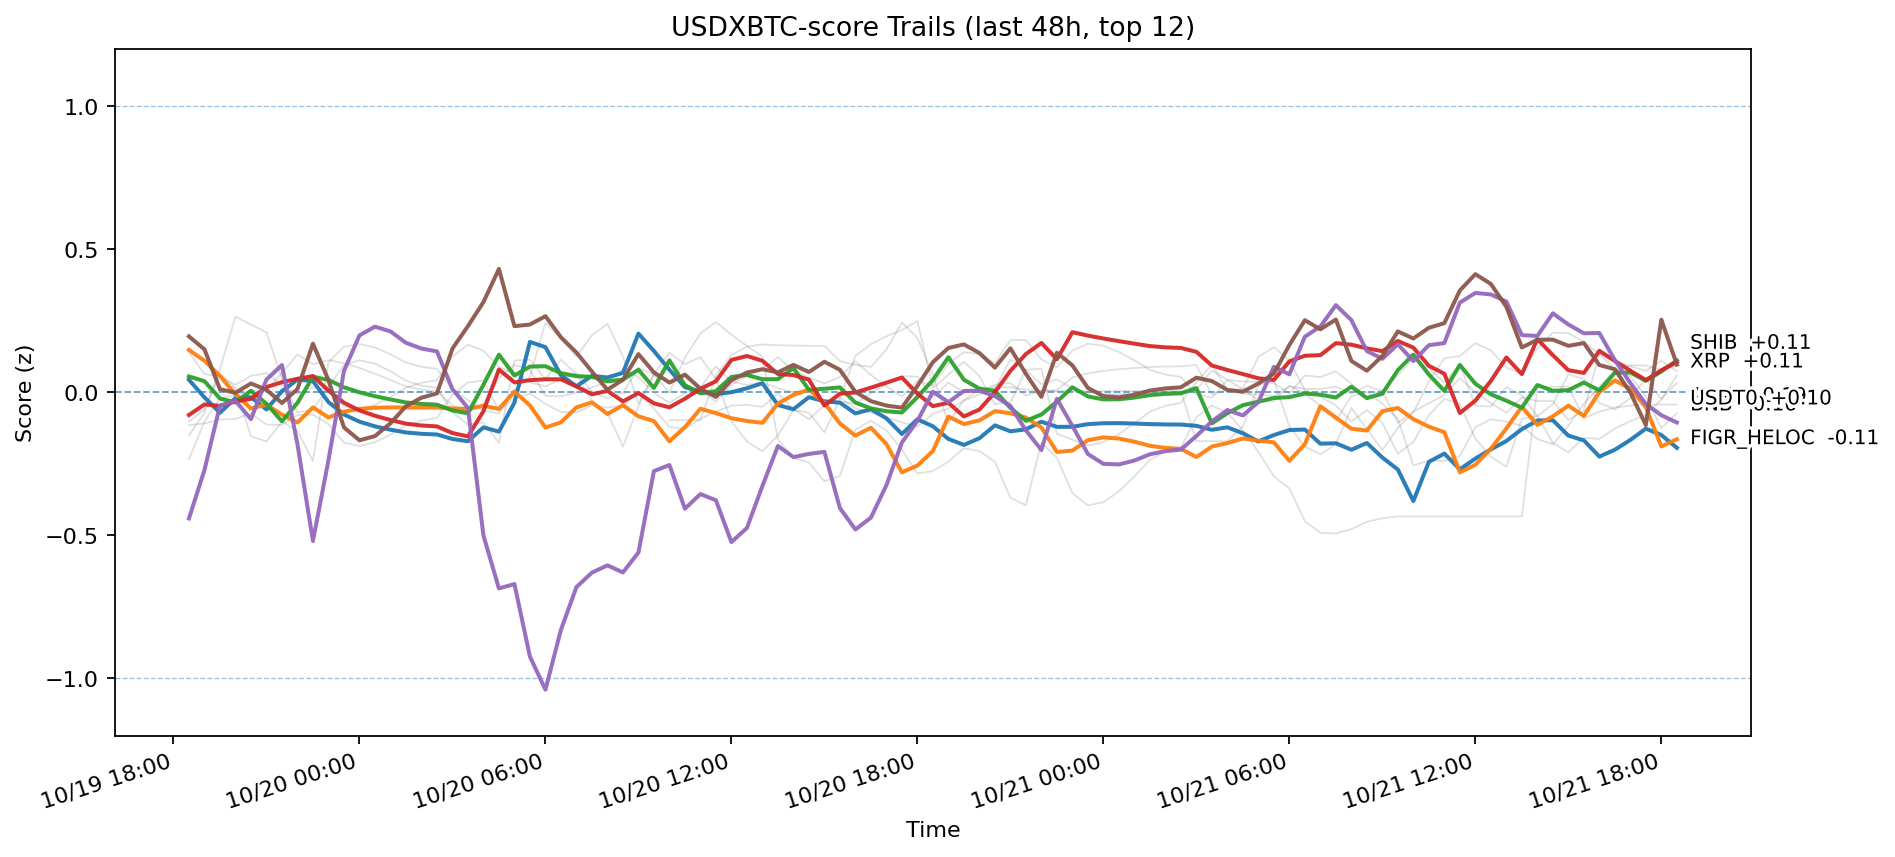 USDXBTC-score Trails (last 48h, top 12)
Score (z)
1.0
0.5
0.0
−0.5
−1.0
SHIB +0.11
XRP +0.11
USDT0 +0.10
FIGR_HELOC -0.11
10/19 18:00
10/20 00:00
10/20 06:00
10/20 12:00
10/20 18:00
10/21 00:00
10/21 06:00
10/21 12:00
10/21 18:00
Time